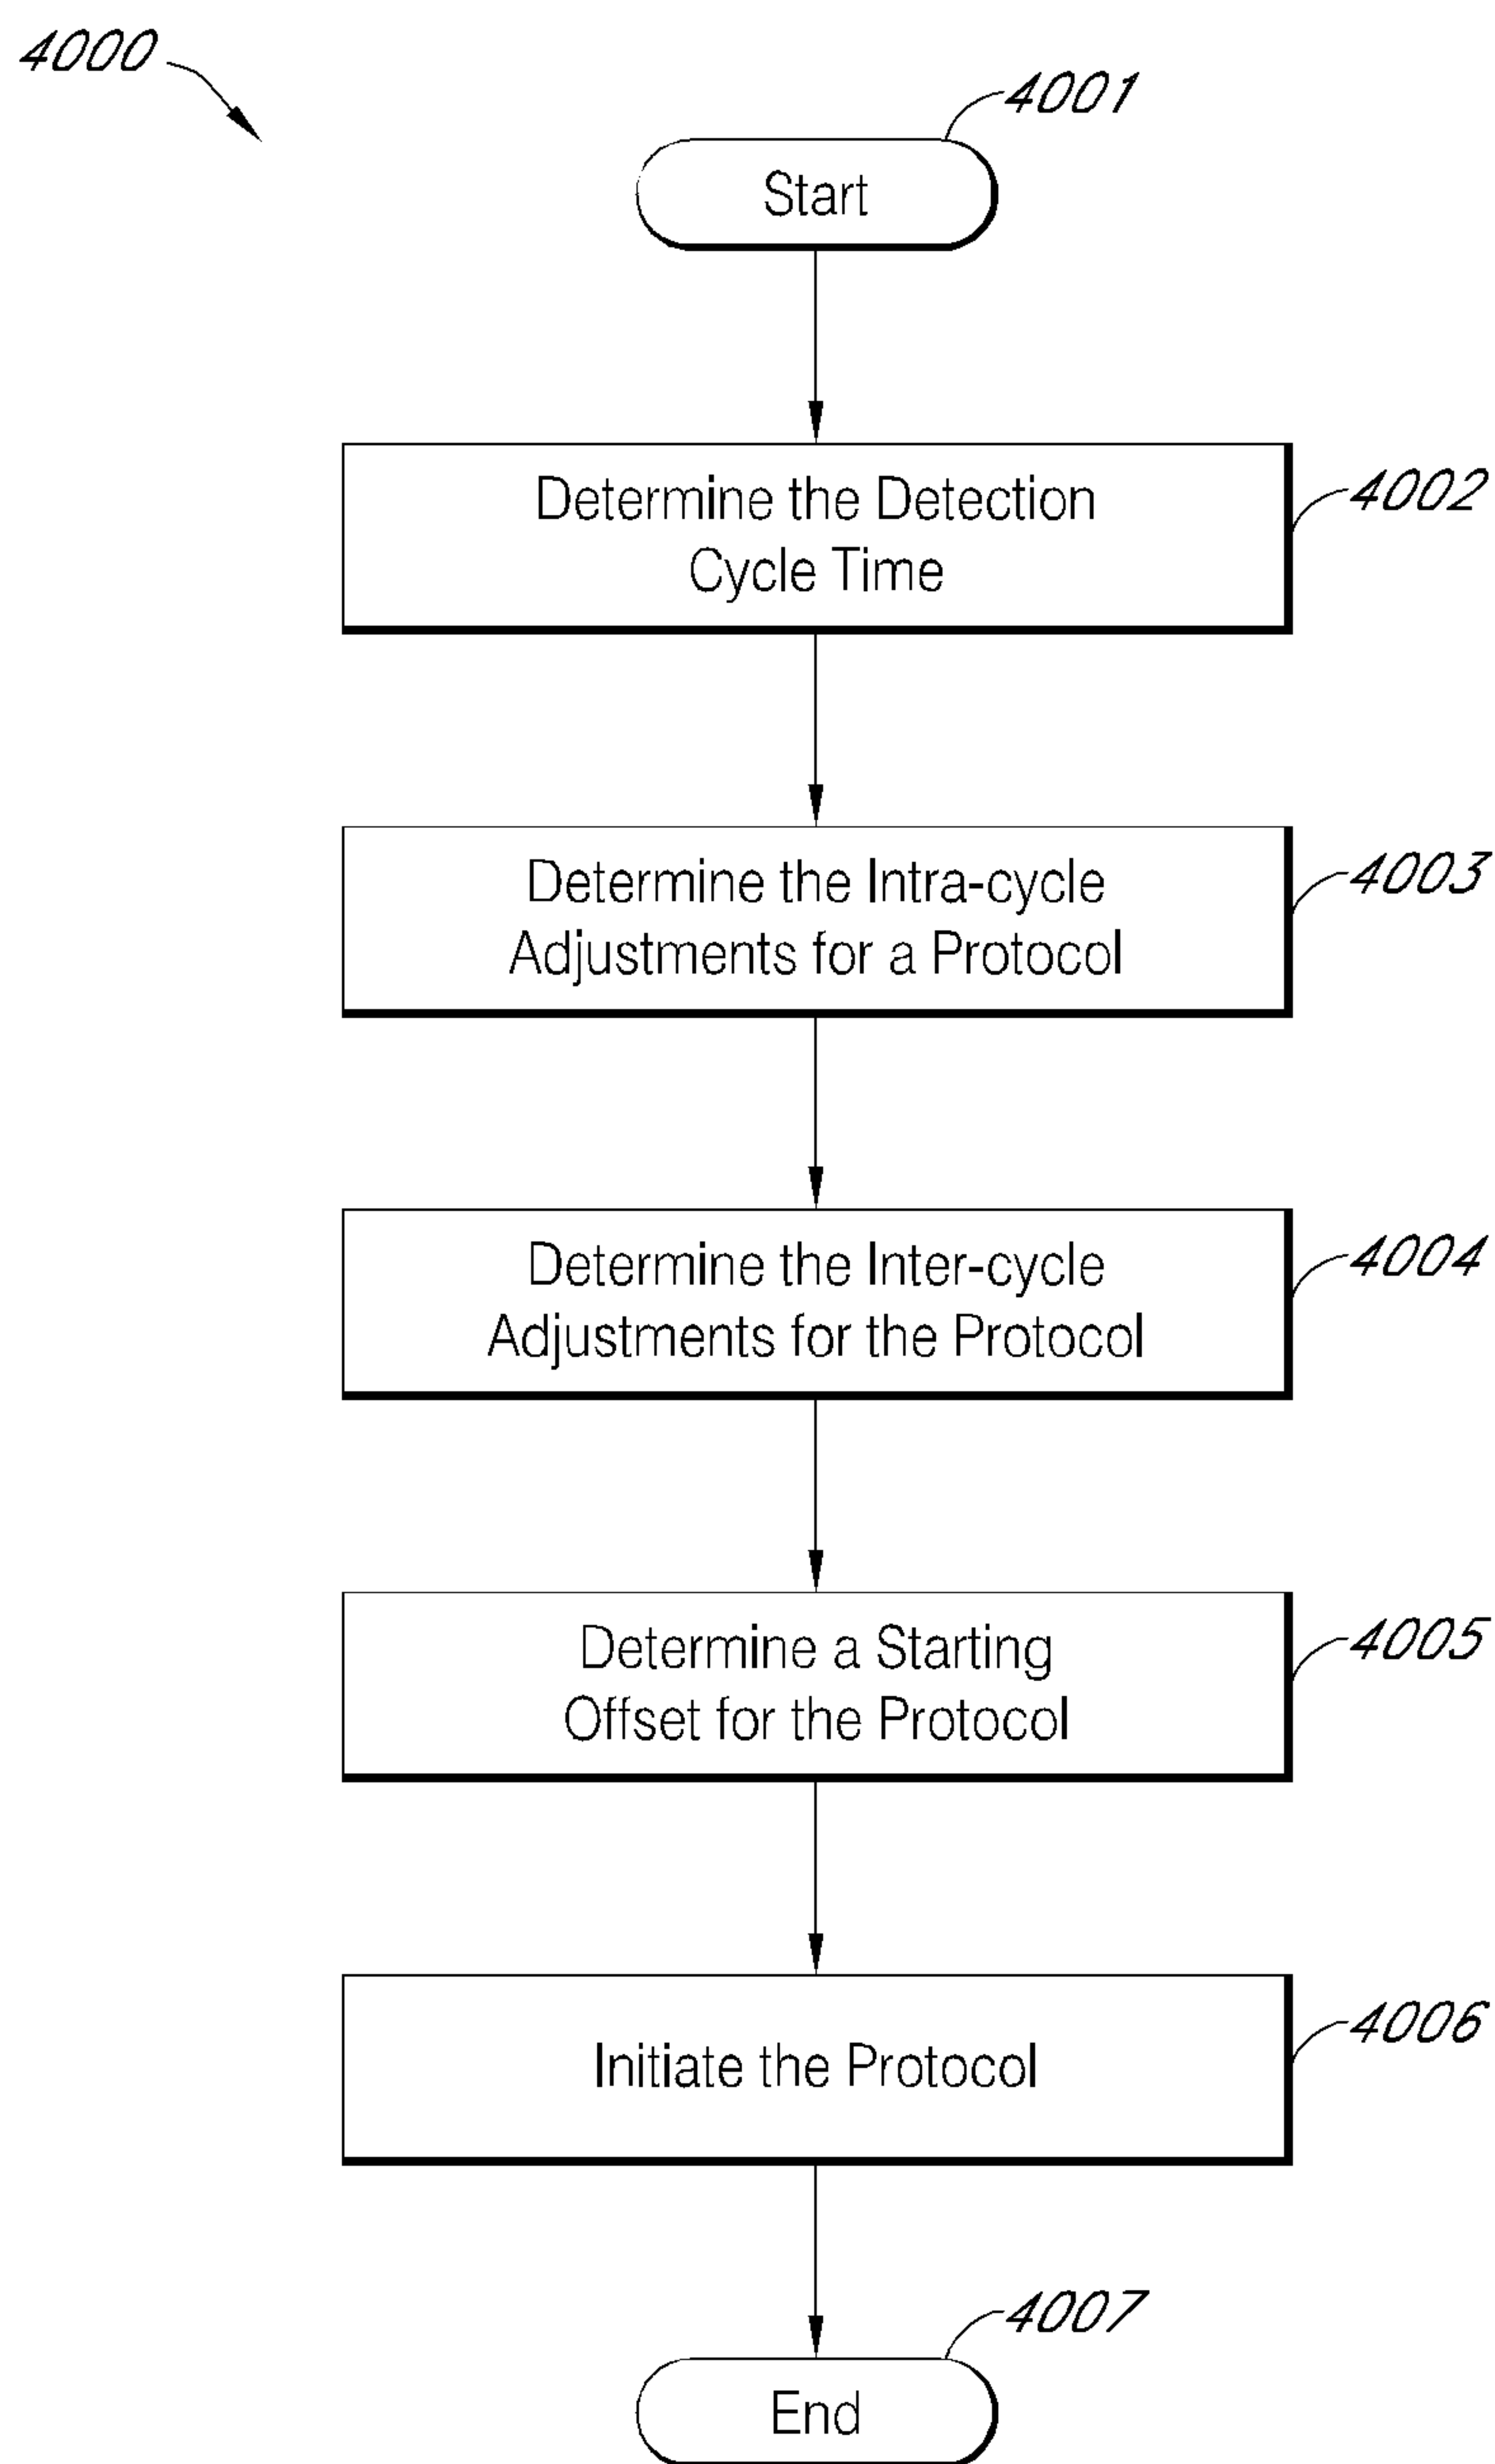 4000
4001
Start
Determine the Detection
Cycle Time
4002
Determine the Intra-cycle
Adjustments for a Protocol
4003
Determine the Inter-cycle
Adjustments for the Protocol
4004
Determine a Starting
Offset for the Protocol
4005
Initiate the Protocol
4006
4007
End